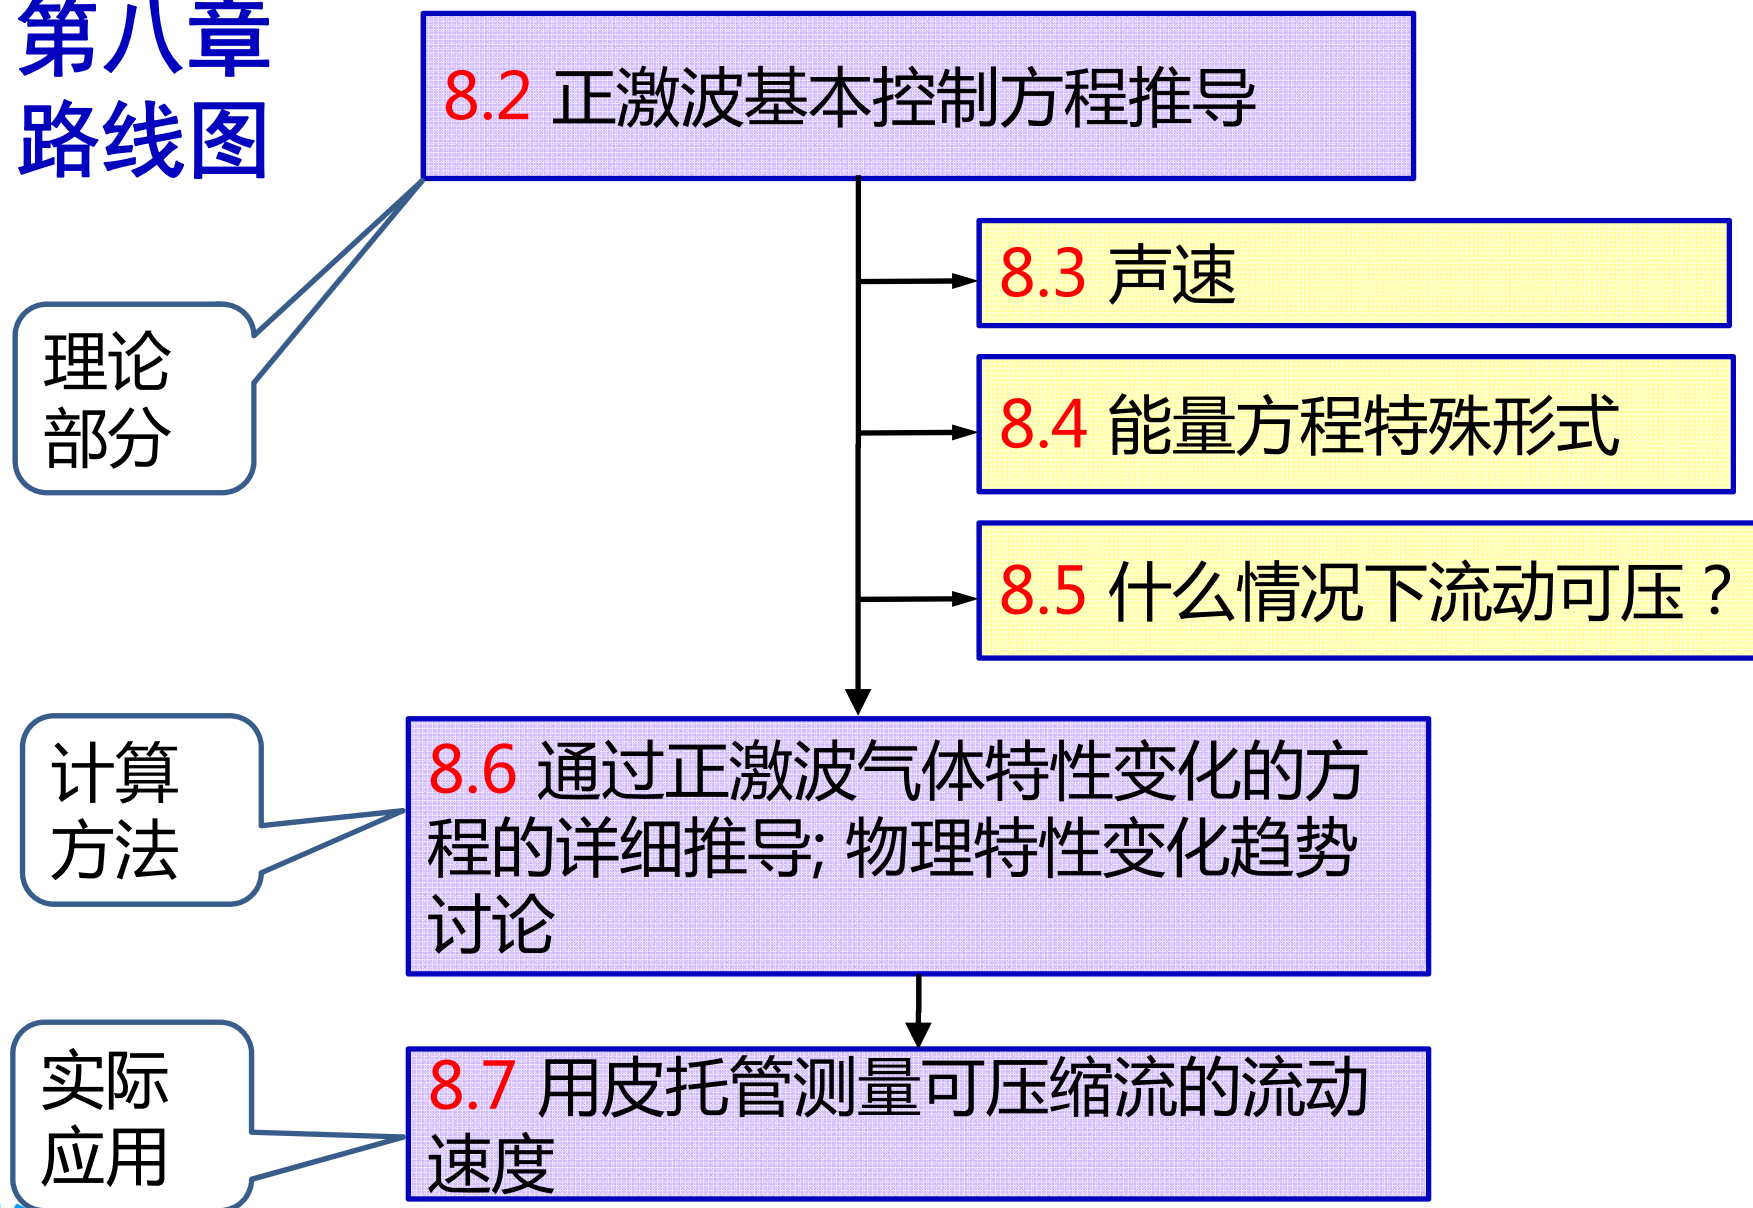 第八章
路线图
8.2 正激波基本控制方程推导
8.3 声速
理论
部分
8.4 能量方程特殊形式
8.5 什么情况下流动可压？
计算
方法
8.6 通过正激波气体特性变化的方
程的详细推导; 物理特性变化趋势
讨论
实际
应用
8.7 用皮托管测量可压缩流的流动
速度